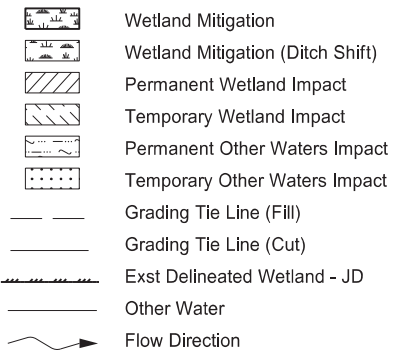 Wetland Mitigation
Wetland Mitigation (Ditch Shift)
Permanent Wetland Impact
Temporary Wetland Impact
Permanent Other Waters Impact
Temporary Other Waters Impact
Grading Tie Line (Fill)
Grading Tie Line (Cut)
Exst Delineated Wetland - JD
Other Water
Flow Direction